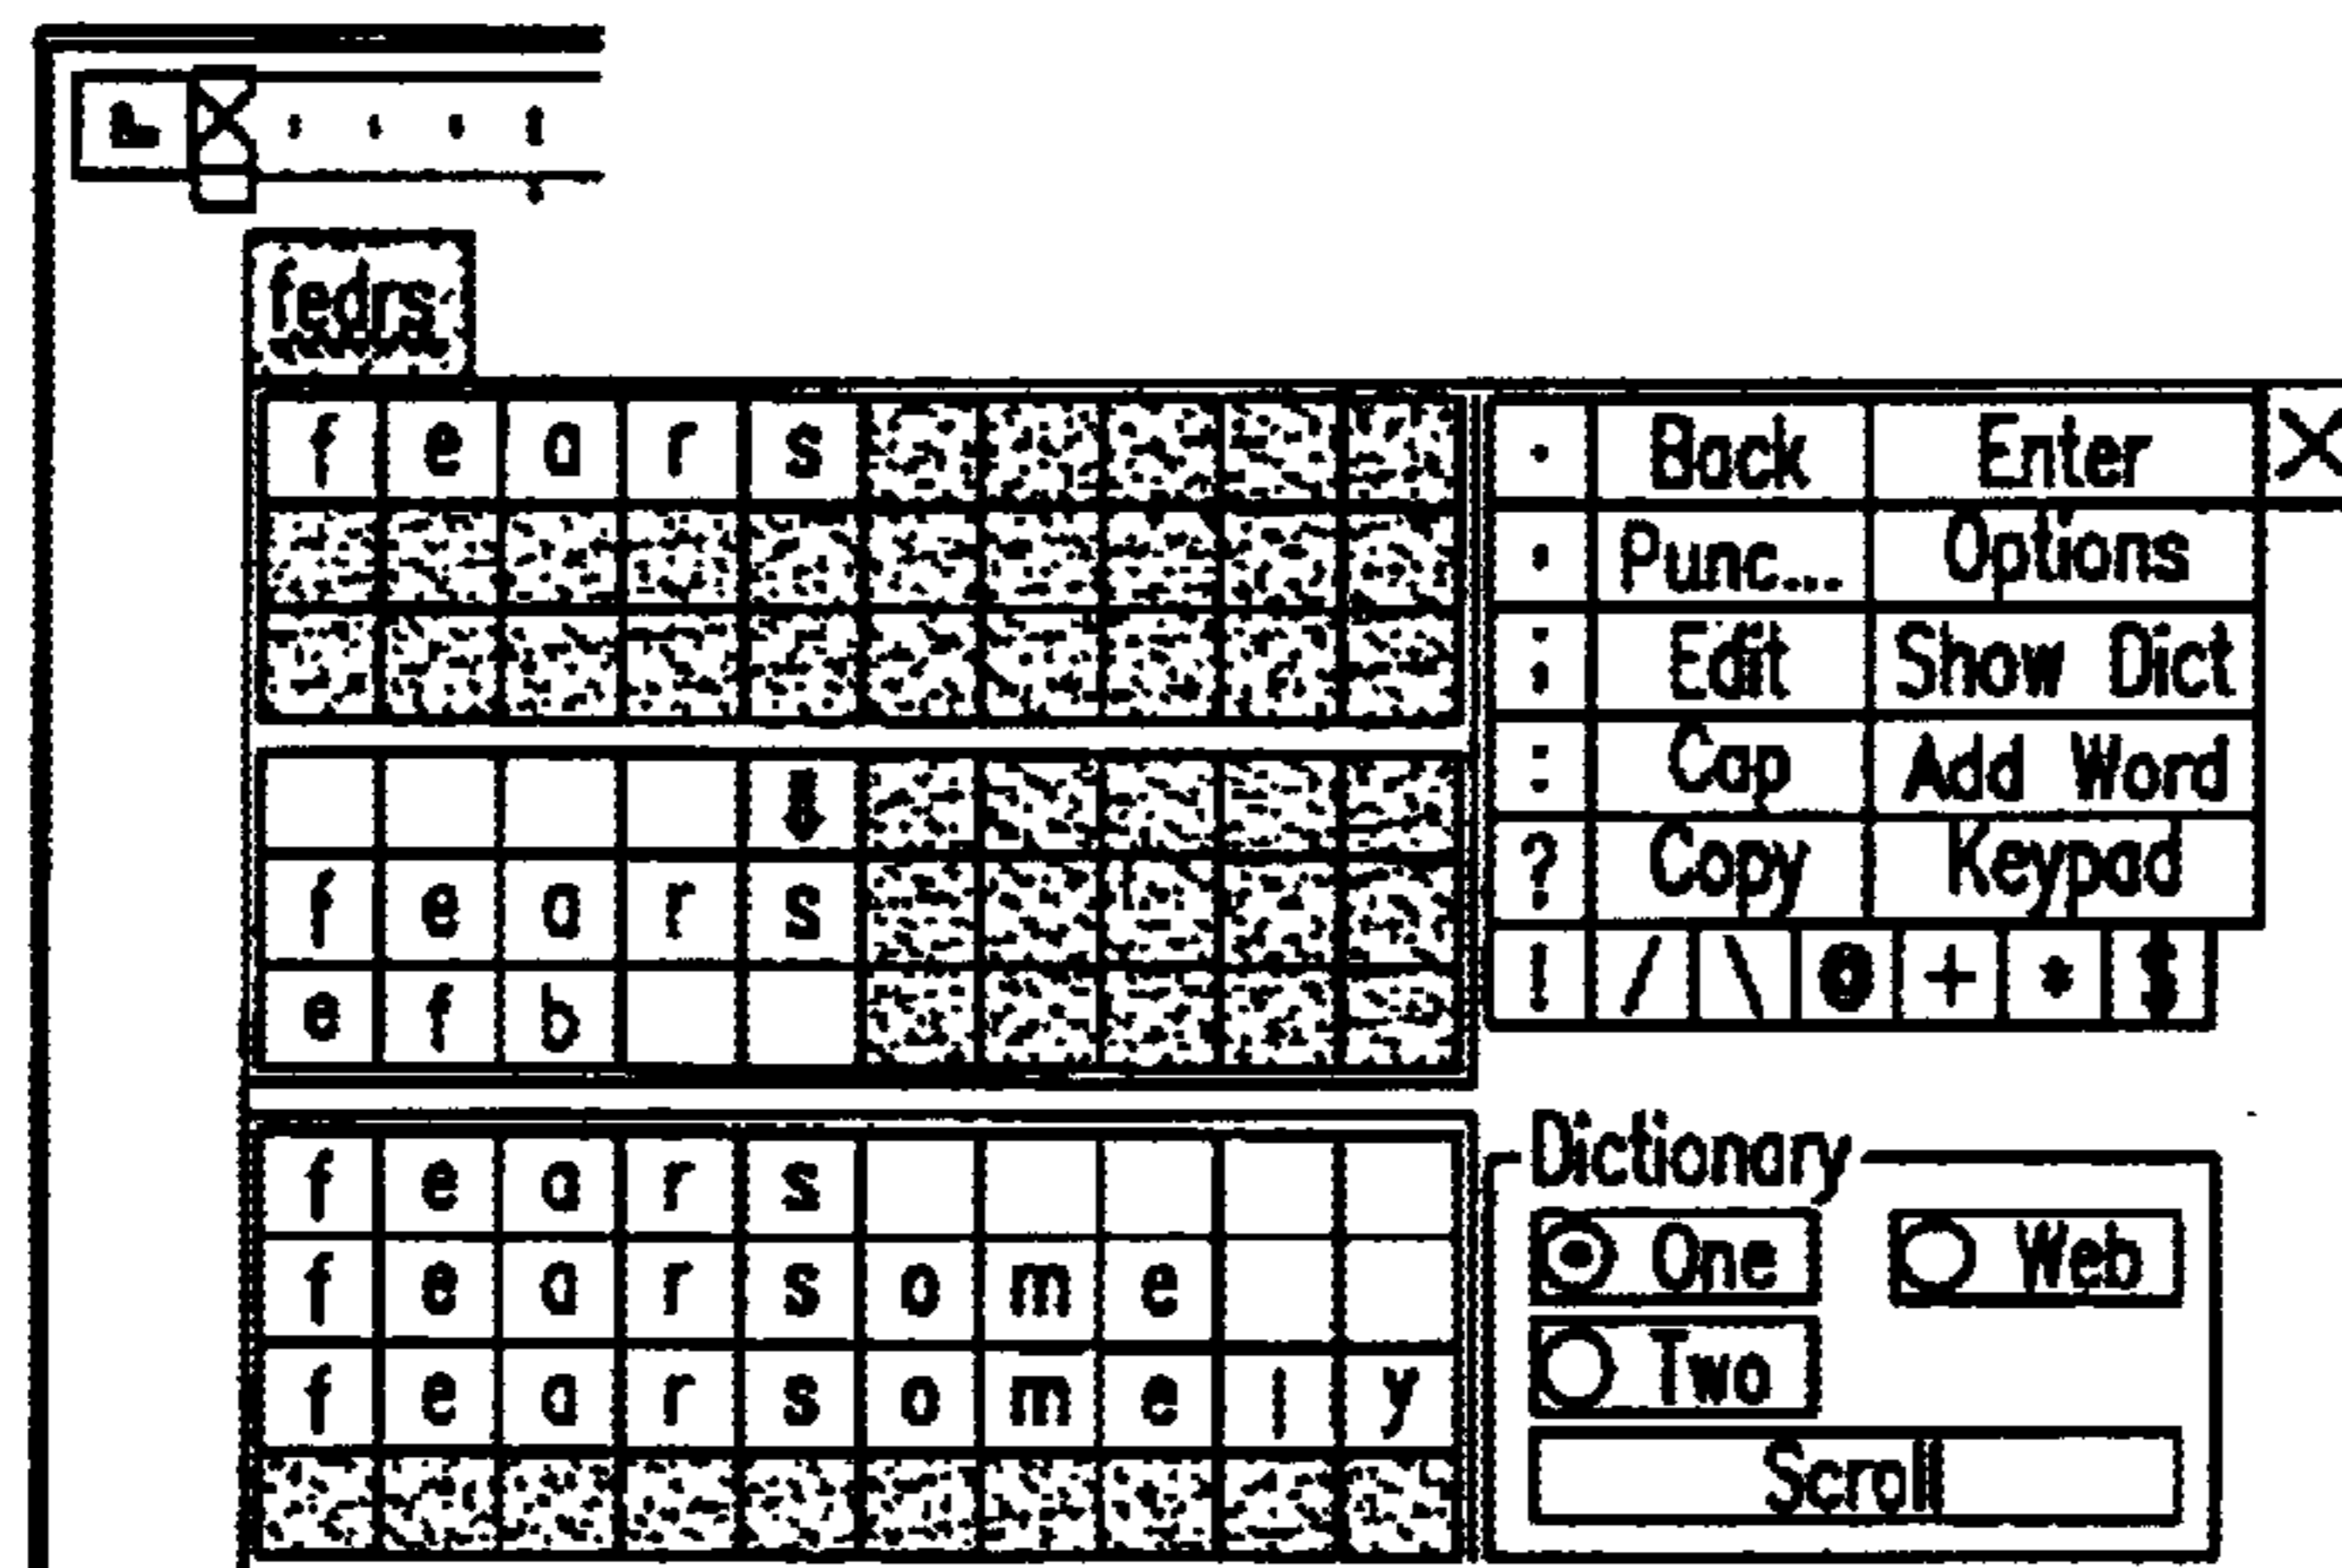 fedrs
f e a r s
. Back Enter X
, Punc... Options
; Edit Show Dict
: Cap Add Word
? Copy Keypad
! / \ @ + * $
f e a r s
e f b
f e a r s
f e a r s o m e
f e a r s o m e l y
Dictionary
One Web
Two
Scroll